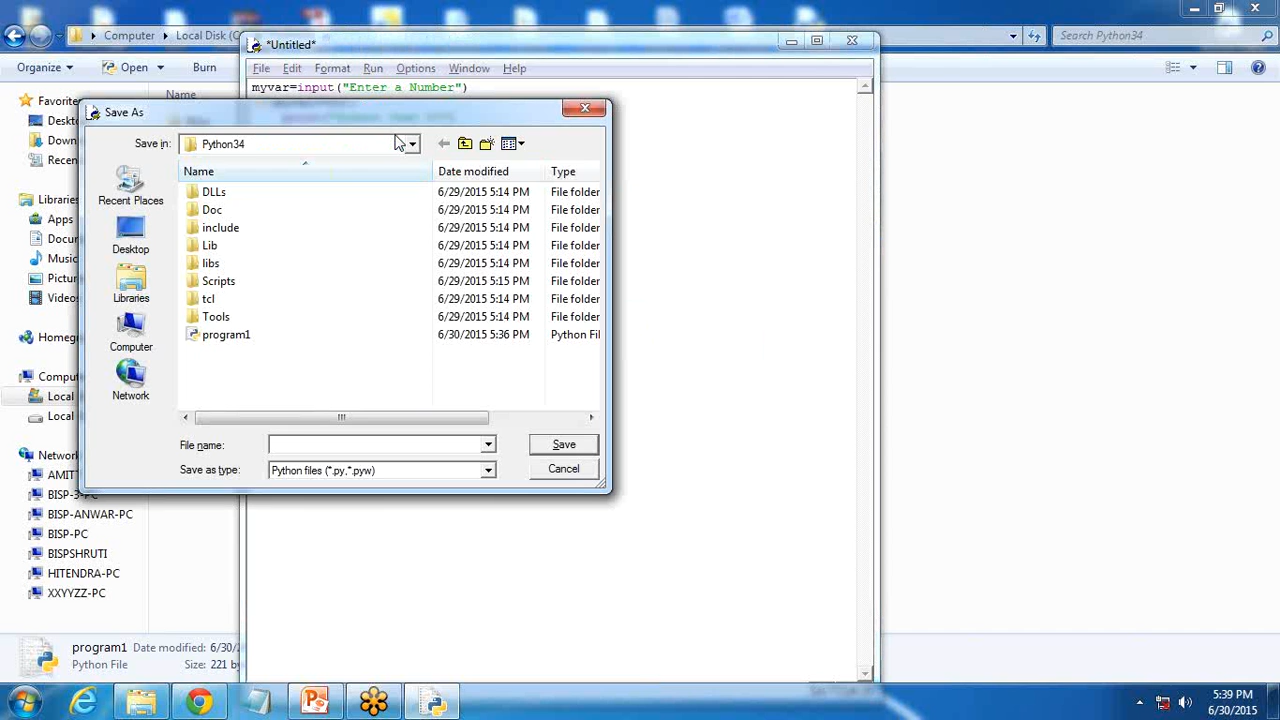 Computer
Local Disk (C
*Untitled*
Search Python34
Organize
Open
Burn
File Edit Format Run Options Window Help
myvar=input("Enter a Number")
Name
Favorite
Deskt
Down
Recen
Libraries
Apps
Docun
Music
Pictur
Videos
Homeg
Compu
Local
Local
Network
AMIT
BISP-3-PC
BISP-ANWAR-PC
BISP-PC
BISPSHRUTI
HITENDRA-PC
XXYYZZ-PC
Save As
Save in: Python34
Name Date modified Type
DLLs 6/29/2015 5:14 PM File folder
Doc 6/29/2015 5:14 PM File folder
include 6/29/2015 5:14 PM File folder
Lib 6/29/2015 5:14 PM File folder
libs 6/29/2015 5:14 PM File folder
Scripts 6/29/2015 5:15 PM File folder
tcl 6/29/2015 5:14 PM File folder
Tools 6/29/2015 5:14 PM File folder
program1 6/30/2015 5:36 PM Python Fil
Recent Places
Desktop
Libraries
Computer
Network
File name:
Save
Save as type: Python files (*.py,*.pyw)
Cancel
program1 Date modified: 6/30/2
Python File Size: 221 by
5:39 PM
6/30/2015